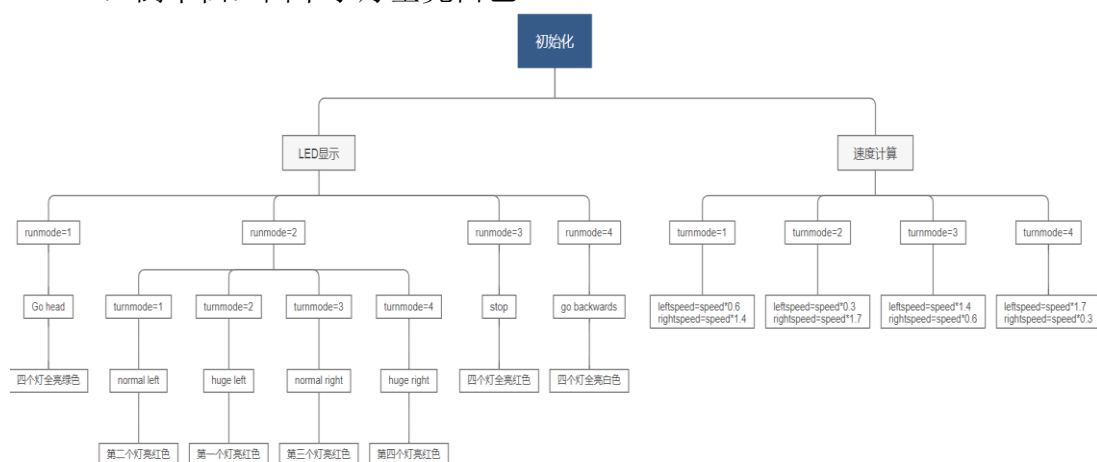 初始化
LED显示
速度计算
runmode=1
runmode=2
runmode=3
runmode=4
turnmode=1
turnmode=2
turnmode=3
turnmode=4
Go head
turnmode=1
turnmode=2
turnmode=3
turnmode=4
stop
go backwards
leftspeed=speed*0.6
rightspeed=speed*1.4
leftspeed=speed*0.3
rightspeed=speed*1.7
leftspeed=speed*1.4
rightspeed=speed*0.6
leftspeed=speed*1.7
rightspeed=speed*0.3
四个灯全亮绿色
normal left
huge left
normal right
huge right
四个灯全亮红色
四个灯全亮白色
第二个灯亮红色
第一个灯亮红色
第三个灯亮红色
第四个灯亮红色